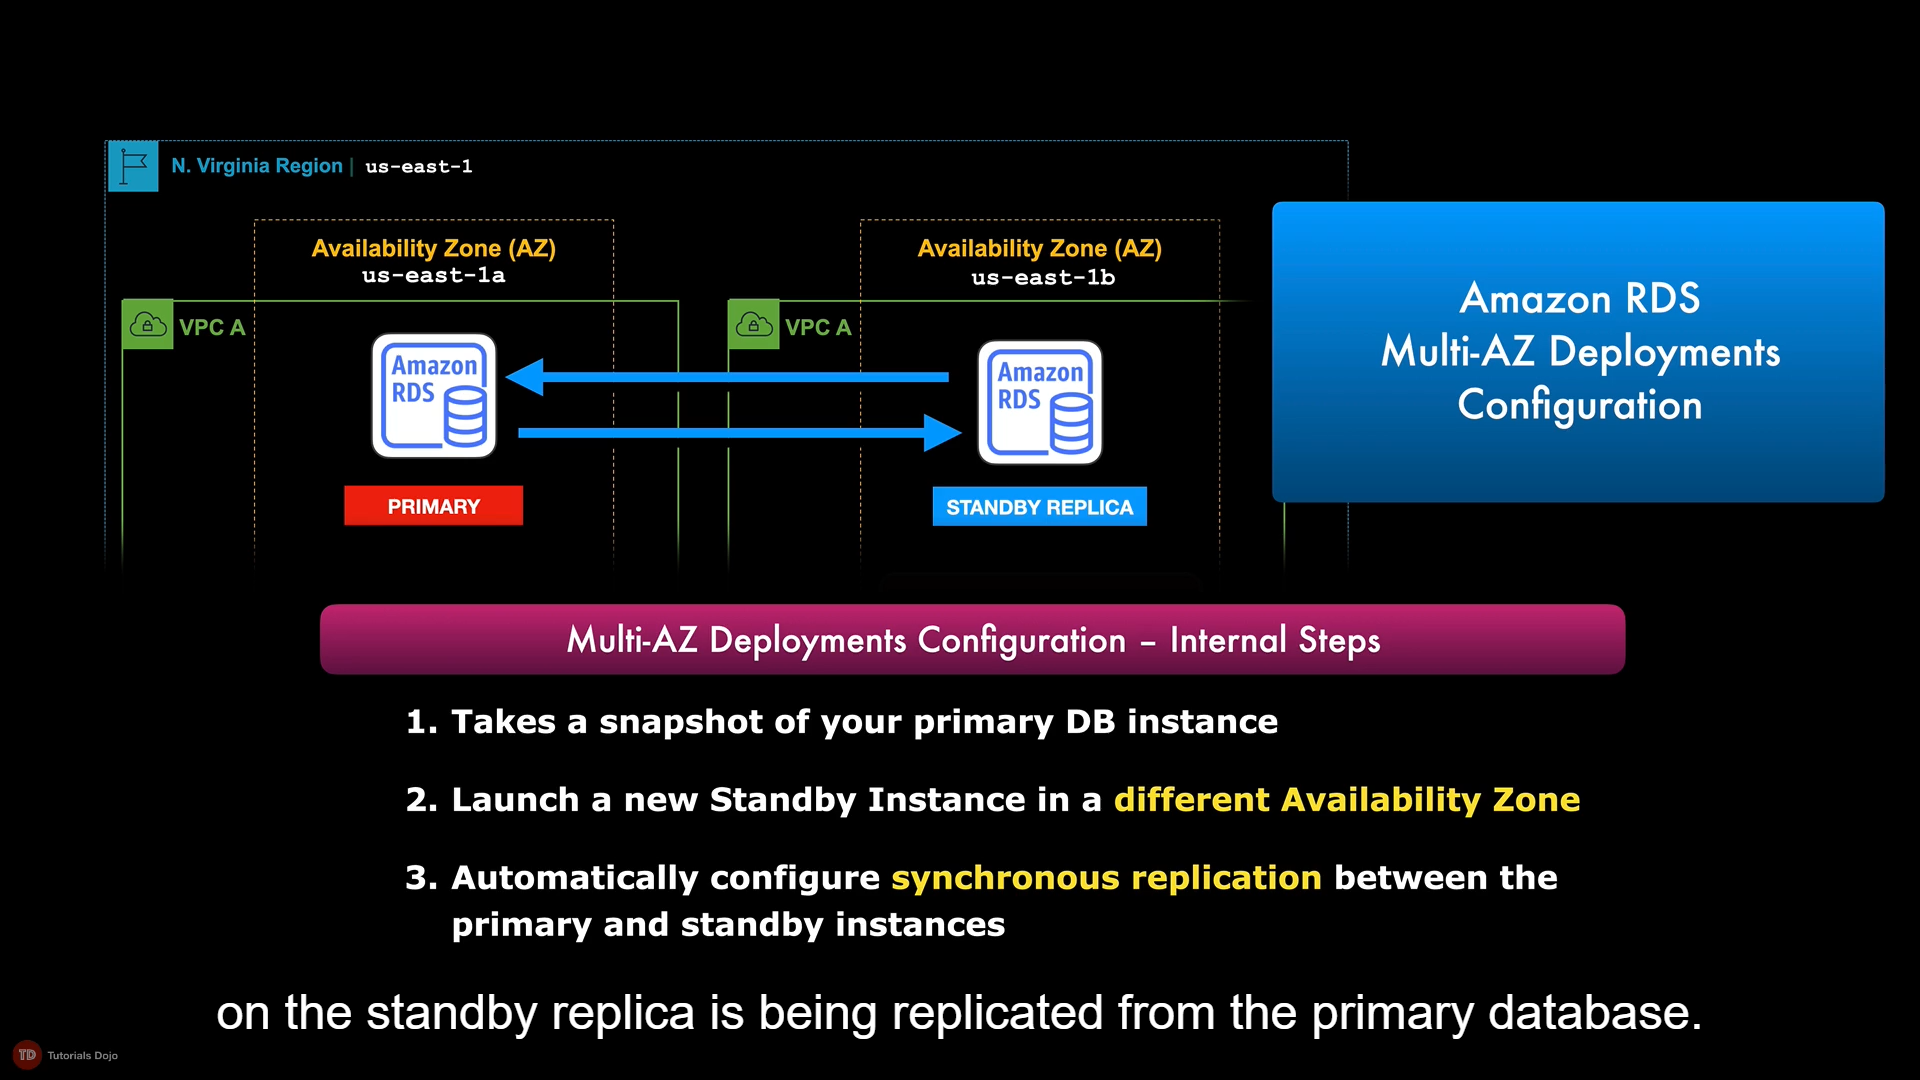 N. Virginia Region | us-east-1
Availability Zone (AZ)
us-east-1a
Availability Zone (AZ)
us-east-1b
VPC A
VPC A
Amazon
RDS
Amazon
RDS
PRIMARY
STANDBY REPLICA
Amazon RDS
Multi-AZ Deployments
Configuration
Multi-AZ Deployments Configuration – Internal Steps
1. Takes a snapshot of your primary DB instance
2. Launch a new Standby Instance in a different Availability Zone
3. Automatically configure synchronous replication between the
primary and standby instances
on the standby replica is being replicated from the primary database.
TD Tutorials Dojo